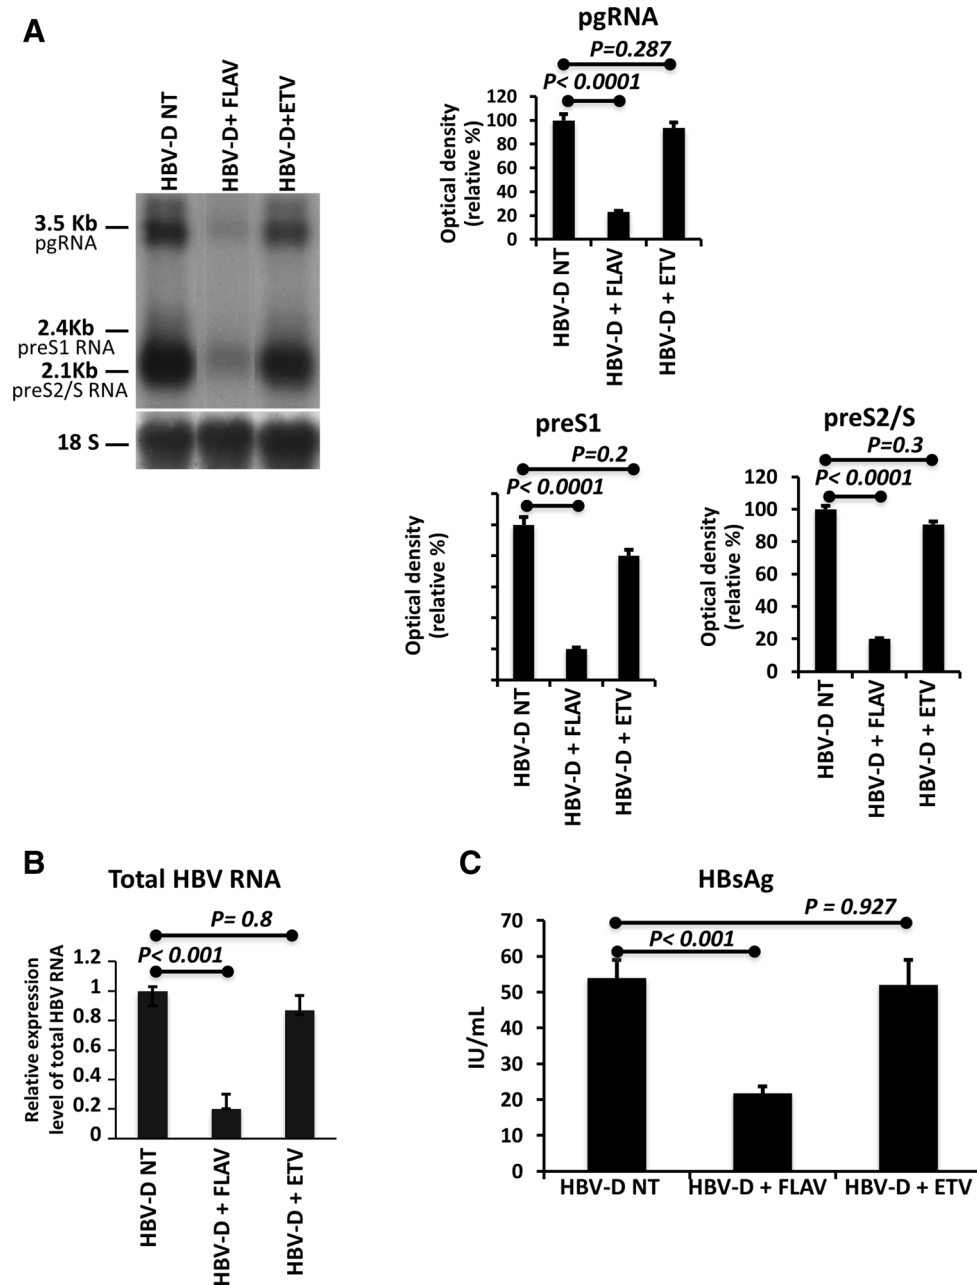 A
HBV-D NT
HBV-D+ FLAV
HBV-D+ETV
3.5 Kb
pgRNA
2.4Kb
preS1 RNA
2.1Kb
preS2/S RNA
18 S
pgRNA
P=0.287
P< 0.0001
Optical density
(relative %)
120
100
80
60
40
20
0
HBV-D NT
HBV-D + FLAV
HBV-D + ETV
preS1
P=0.2
P< 0.0001
Optical density
(relative %)
HBV-D NT
HBV-D + FLAV
HBV-D + ETV
preS2/S
P=0.3
P< 0.0001
Optical density
(relative %)
120
100
80
60
40
20
0
HBV-D NT
HBV-D + FLAV
HBV-D + ETV
B
Total HBV RNA
P= 0.8
P< 0.001
Relative expression
level of total HBV RNA
1.2
1
0.8
0.6
0.4
0.2
0
HBV-D NT
HBV-D + FLAV
HBV-D + ETV
C
HBsAg
P = 0.927
P< 0.001
IU/mL
70
60
50
40
30
20
10
0
HBV-D NT
HBV-D + FLAV
HBV-D + ETV